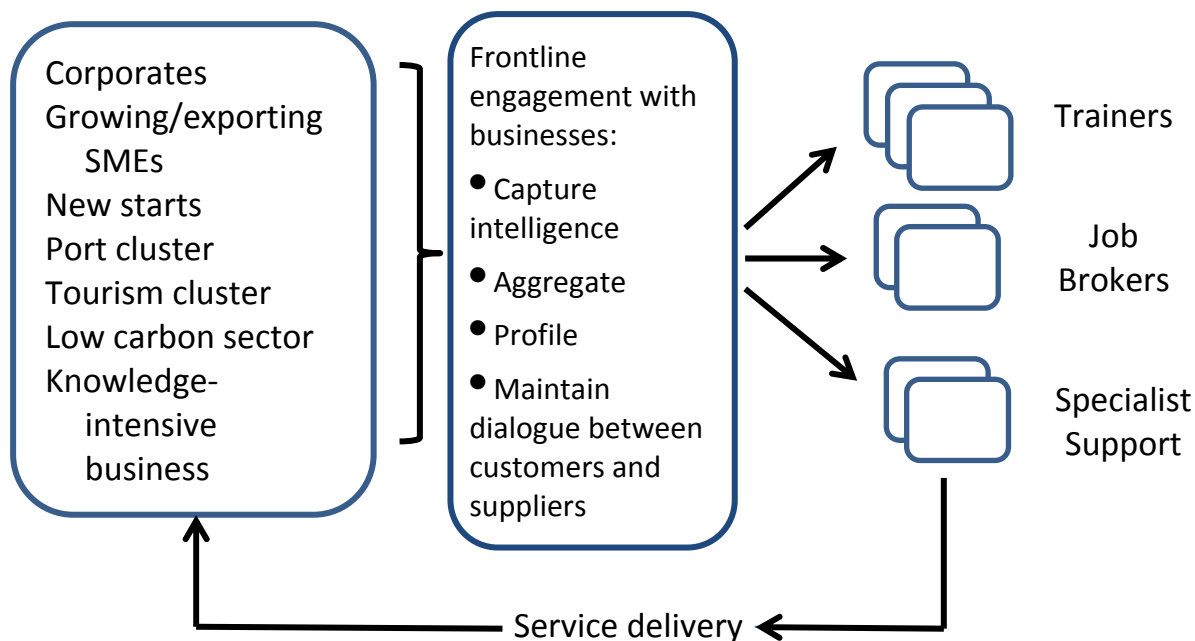 Corporates
Growing/exporting
SMEs
New starts
Port cluster
Tourism cluster
Low carbon sector
Knowledge-
intensive
business
Frontline
engagement with
businesses:
● Capture
intelligence
● Aggregate
● Profile
● Maintain
dialogue between
customers and
suppliers
Trainers
Job
Brokers
Specialist
Support
Service delivery